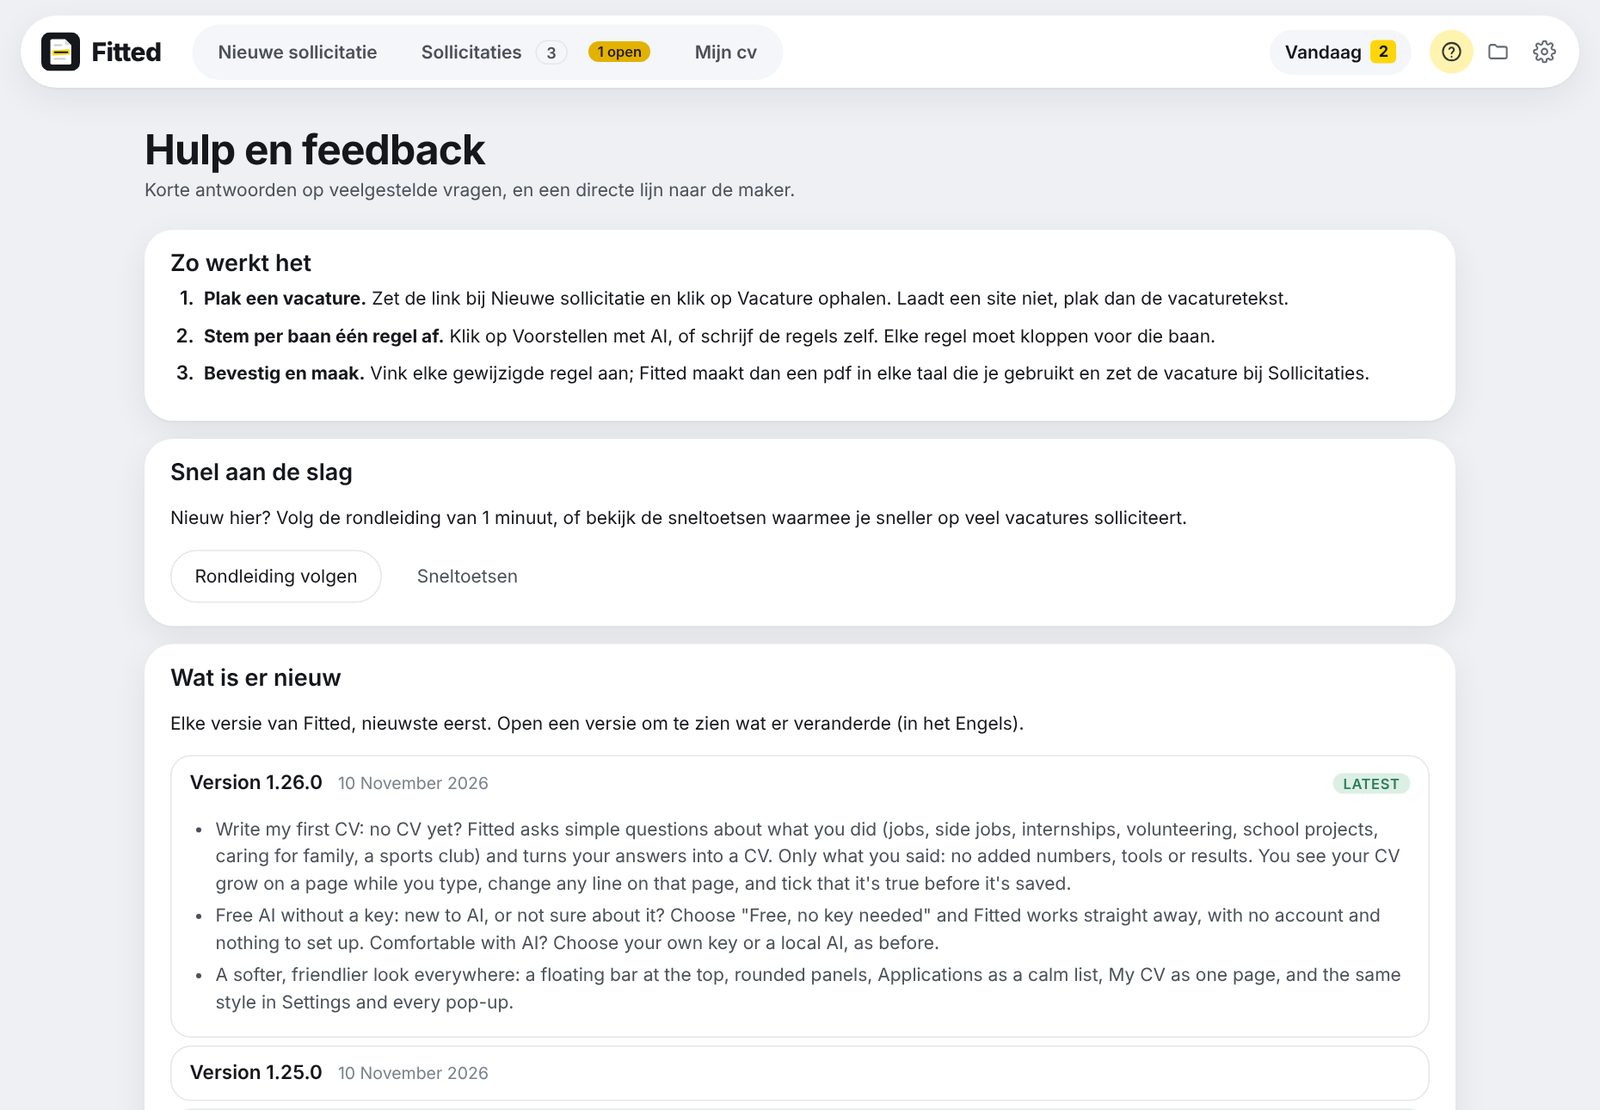 Fitted
Nieuwe sollicitatie
Sollicitaties 3 1 open
Mijn cv
Vandaag 2
Hulp en feedback
Korte antwoorden op veelgestelde vragen, en een directe lijn naar de maker.
Zo werkt het
1. Plak een vacature. Zet de link bij Nieuwe sollicitatie en klik op Vacature ophalen. Laadt een site niet, plak dan de vacaturetekst.
2. Stem per baan één regel af. Klik op Voorstellen met AI, of schrijf de regels zelf. Elke regel moet kloppen voor die baan.
3. Bevestig en maak. Vink elke gewijzigde regel aan; Fitted maakt dan een pdf in elke taal die je gebruikt en zet de vacature bij Sollicitaties.
Snel aan de slag
Nieuw hier? Volg de rondleiding van 1 minuut, of bekijk de sneltoetsen waarmee je sneller op veel vacatures solliciteert.
Rondleiding volgen
Sneltoetsen
Wat is er nieuw
Elke versie van Fitted, nieuwste eerst. Open een versie om te zien wat er veranderde (in het Engels).
Version 1.26.0 10 November 2026 LATEST
• Write my first CV: no CV yet? Fitted asks simple questions about what you did (jobs, side jobs, internships, volunteering, school projects,
caring for family, a sports club) and turns your answers into a CV. Only what you said: no added numbers, tools or results. You see your CV
grow on a page while you type, change any line on that page, and tick that it's true before it's saved.
• Free AI without a key: new to AI, or not sure about it? Choose "Free, no key needed" and Fitted works straight away, with no account and
nothing to set up. Comfortable with AI? Choose your own key or a local AI, as before.
• A softer, friendlier look everywhere: a floating bar at the top, rounded panels, Applications as a calm list, My CV as one page, and the same
style in Settings and every pop-up.
Version 1.25.0 10 November 2026